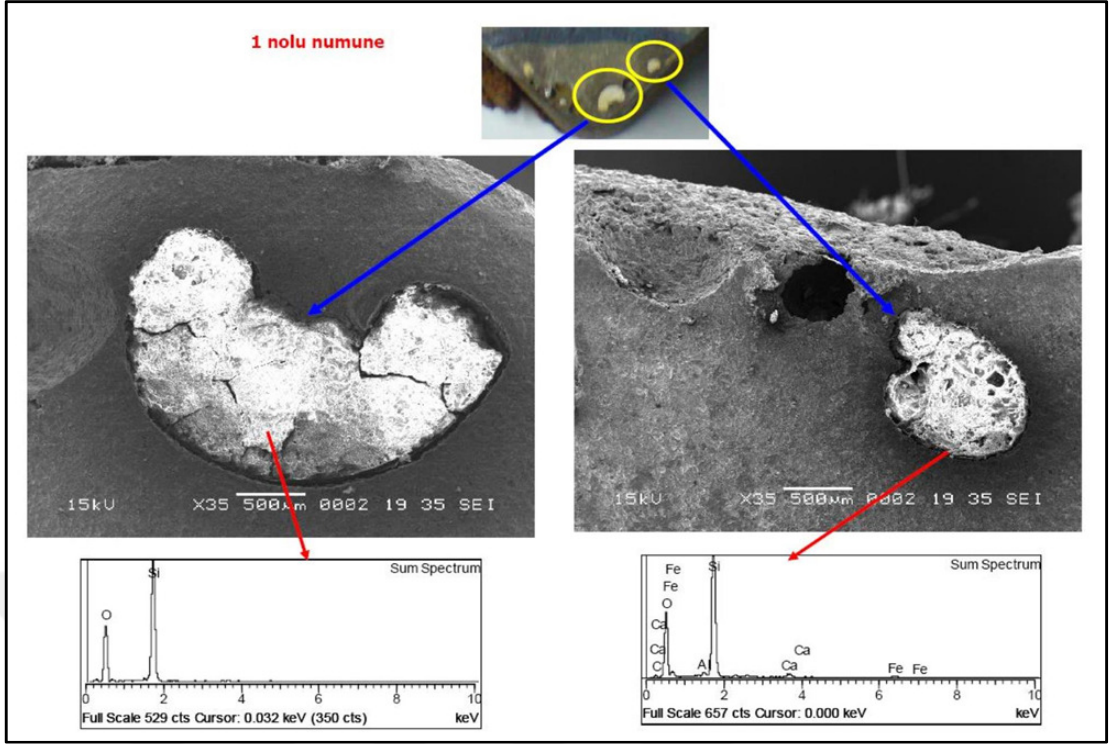 1 nolu numune
15kV X35 500µm 0002 19 35 SEI
15kV X35 500µm 0002 19 35 SEI
Sum Spectrum
Si
O
0 2 4 6 8 10
Full Scale 529 cts Cursor: 0.032 keV (350 cts) keV
Sum Spectrum
Fe
Fe
Si
O
Ca
Ca
C
A
Ca
Ca
Fe
Fe
0 2 4 6 8 10
Full Scale 657 cts Cursor: 0.000 keV keV